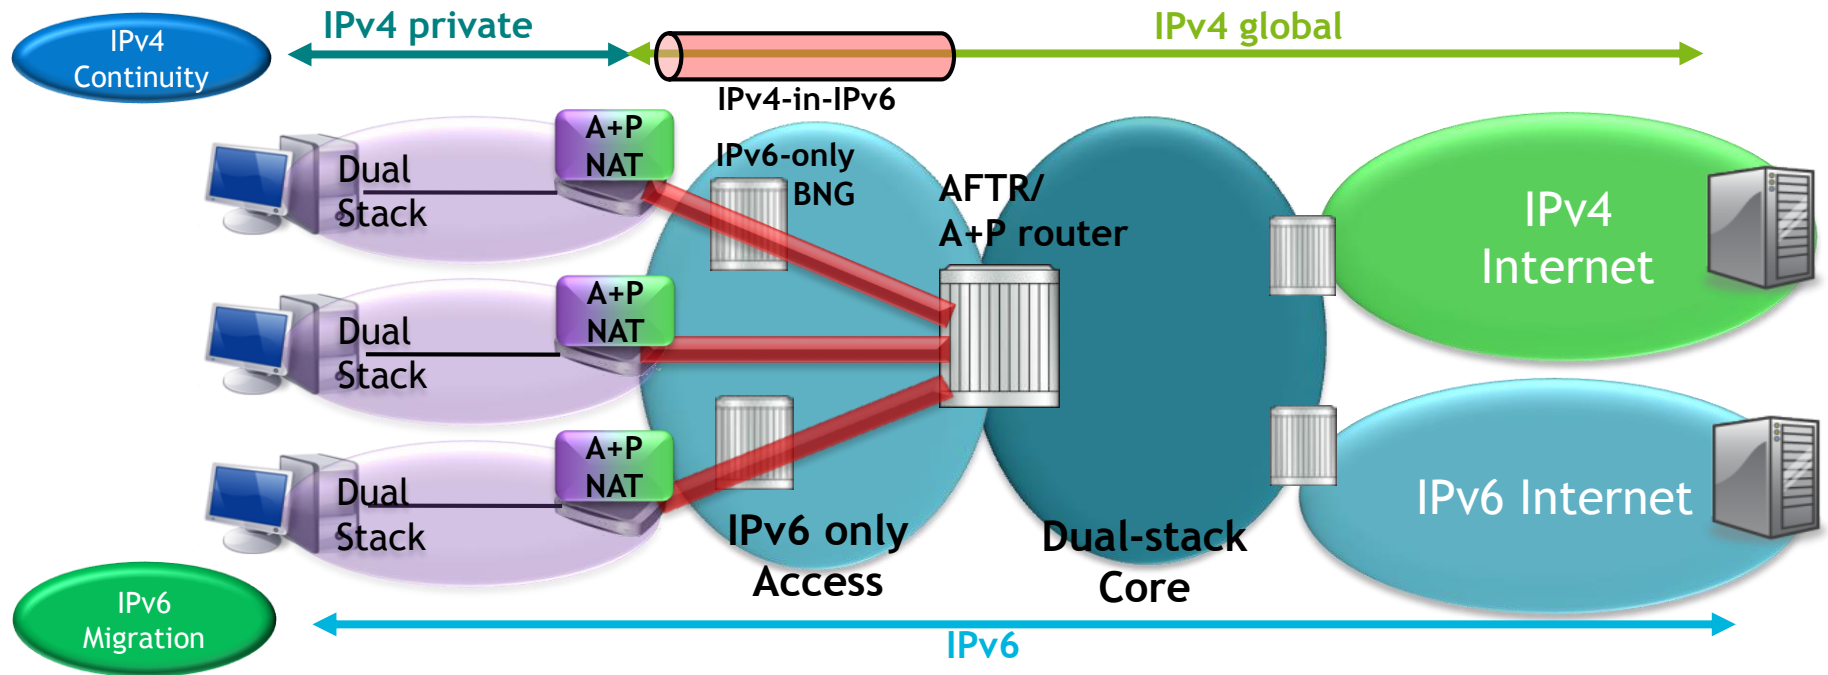 IPv4
Continuity
IPv4 private
IPv4 global
IPv4-in-IPv6
A+P
NAT
Dual
Stack
IPv6-only
BNG
AFTR/
A+P router
IPv4
Internet
A+P
NAT
Dual
Stack
A+P
NAT
Dual
Stack
IPv6 only
Access
Dual-stack
Core
IPv6 Internet
IPv6
Migration
IPv6